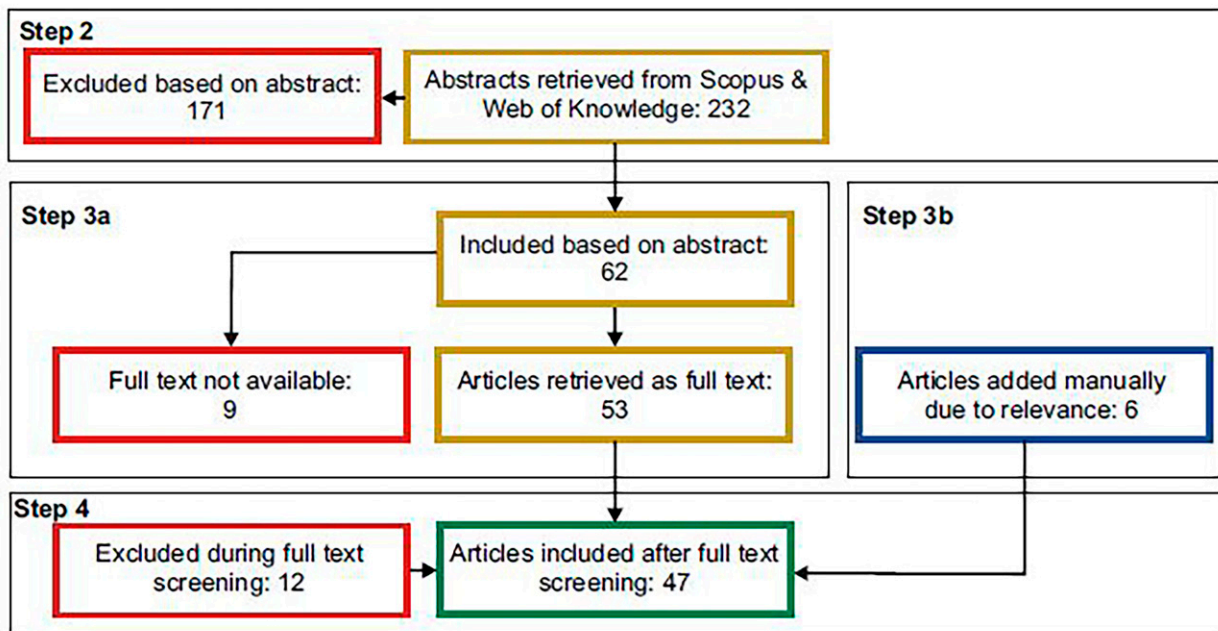 Step 2
Excluded based on abstract:
171
Abstracts retrieved from Scopus &
Web of Knowledge: 232
Step 3a
Included based on abstract:
62
Full text not available:
9
Articles retrieved as full text:
53
Step 3b
Articles added manually
due to relevance: 6
Step 4
Excluded during full text
screening: 12
Articles included after full text
screening: 47